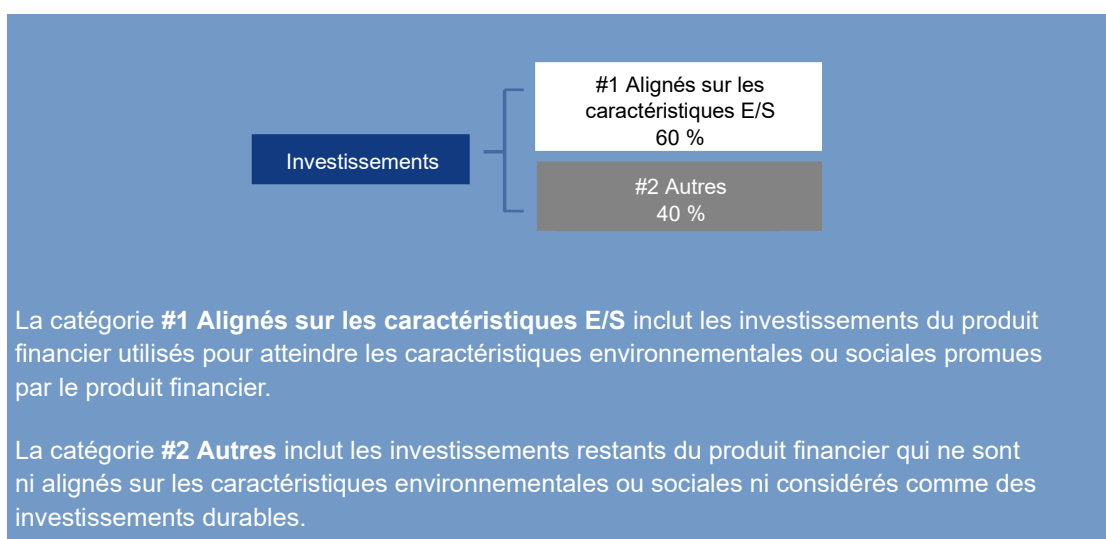 #1 Alignés sur les
caractéristiques E/S
60 %
Investissements
#2 Autres
40 %
La catégorie #1 Alignés sur les caractéristiques E/S inclut les investissements du produit
financier utilisés pour atteindre les caractéristiques environnementales ou sociales promues
par le produit financier.
La catégorie #2 Autres inclut les investissements restants du produit financier qui ne sont
ni alignés sur les caractéristiques environnementales ou sociales ni considérés comme des
investissements durables.